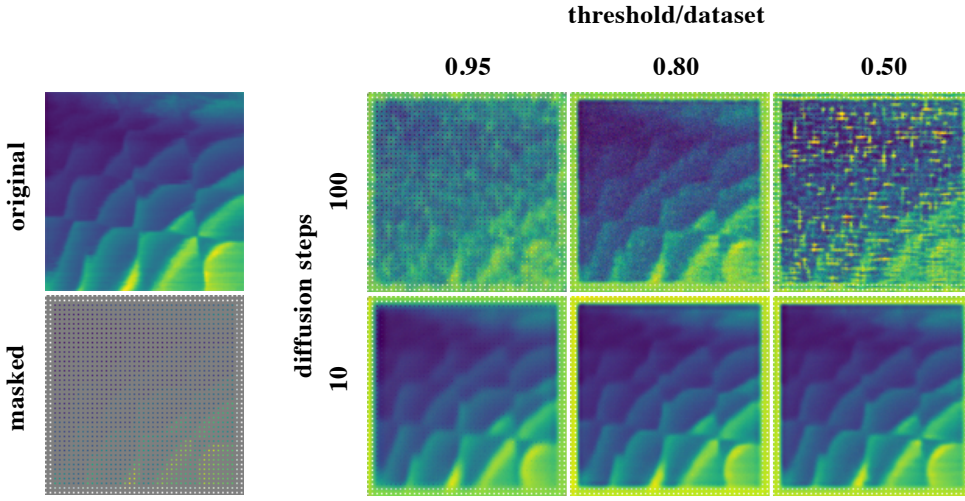 threshold/dataset
0.95 0.80 0.50
original
masked
diffusion steps
100
10